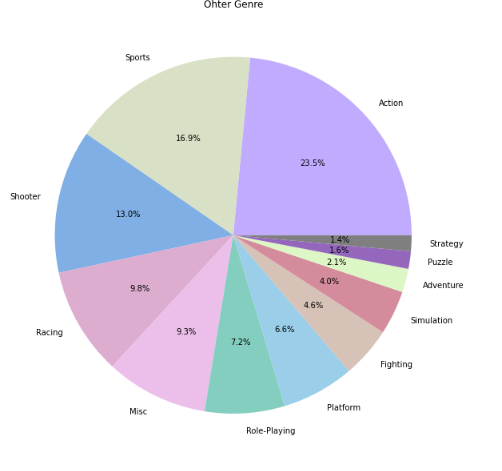 Ohter Genre
Sports
Action
16.9%
23.5%
Shooter
13.0%
1.4%
Strategy
1.6%
Puzzle
2.1%
Adventure
4.0%
Simulation
9.8%
4.6%
Racing
9.3%
7.2%
6.6%
Fighting
Misc
Platform
Role-Playing